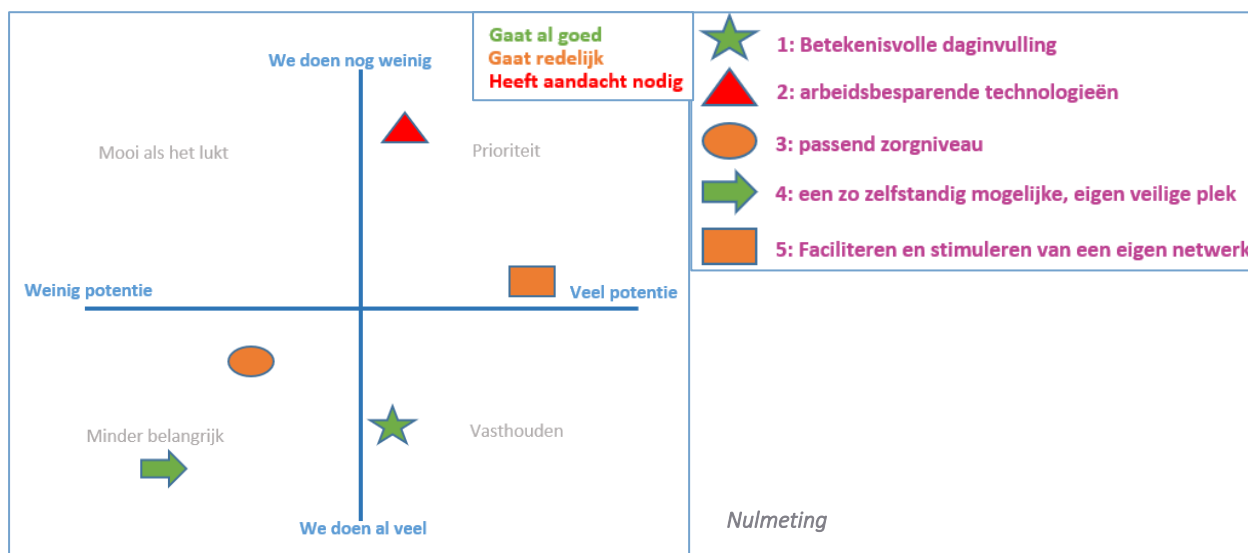 Gaat al goed
Gaat redelijk
Heeft aandacht nodig
We doen nog weinig
Mooi als het lukt
Prioriteit
Weinig potentie
Veel potentie
Minder belangrijk
Vasthouden
We doen al veel
1: Betekenisvolle daginvulling
2: arbeidsbesparende technologieën
3: passend zorgniveau
4: een zo zelfstandig mogelijke, eigen veilige plek
5: Faciliteren en stimuleren van een eigen netwerk
Nulmeting